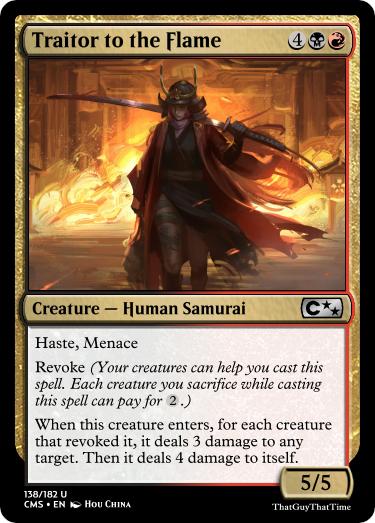 Traitor to the Flame 4
Creature — Human Samurai C
Haste, Menace
Revoke (Your creatures can help you cast this
spell. Each creature you sacrifice while casting
this spell can pay for 2.)
When this creature enters, for each creature
that revoked it, it deals 3 damage to any
target. Then it deals 4 damage to itself.
5/5
138/182 U
CMS • EN Hou China
ThatGuyThatTime